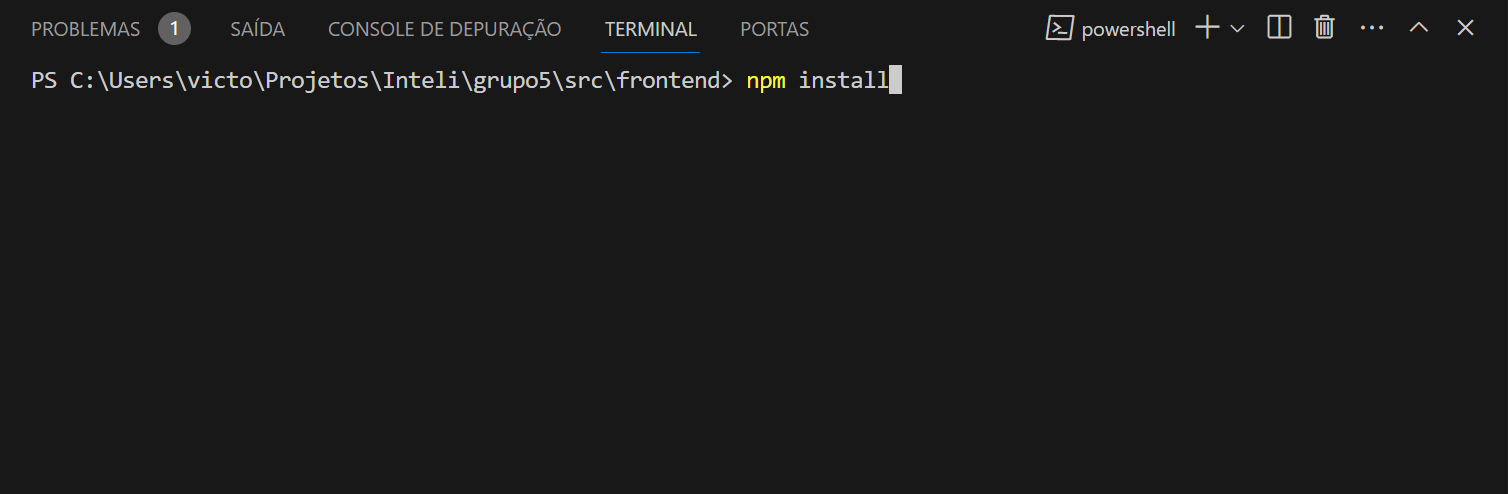 PROBLEMAS 1 SAÍDA CONSOLE DE DEPURAÇÃO TERMINAL PORTAS powershell
PS C:\Users\victo\Projetos\Inteli\grupo5\src\frontend> npm install